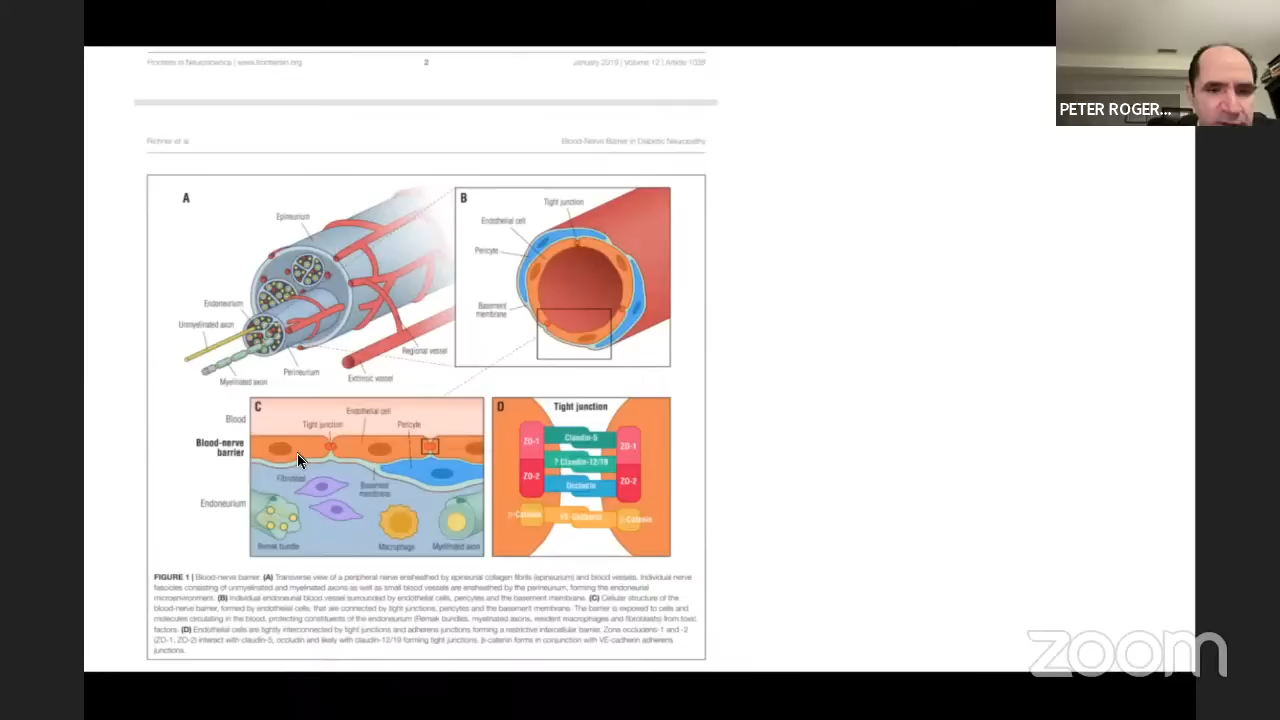 Frontiers in Neuroscience | www.frontiersin.org 2 January 2019 | Volume 12 | Article 1038
PETER ROGER...
Richner et al. Blood-Nerve Barrier in Diabetic Neuropathy
A
Epineurium
Endoneurium
Unmyelinated axon
Myelinated axon
Perineurium
Extrinsic vessel
Regional vessel
B
Tight junction
Endothelial cell
Pericyte
Basement
membrane
Blood
Blood-nerve
barrier
Endoneurium
C
Endothelial cell
Tight junction
Pericyte
Fibroblast
Basement
membrane
Remak bundle
Macrophage
Myelinated axon
D
Tight junction
ZO-1
Claudin-5
ZO-1
? Claudin-12/19
ZO-2
Occludin
ZO-2
β-Catenin
VE-Cadherin
β-Catenin
FIGURE 1 | Blood-nerve barrier. (A) Transverse view of a peripheral nerve ensheathed by epineurial collagen fibrils (epineurium) and blood vessels. Individual nerve
fascicles consisting of unmyelinated and myelinated axons as well as small blood vessels are ensheathed by the perineurium, forming the endoneurial
microenvironment. (B) Individual endoneurial blood vessel surrounded by endothelial cells, pericytes and the basement membrane. (C) Cellular structure of the
blood-nerve barrier, formed by endothelial cells, that are connected by tight junctions, pericytes and the basement membrane. The barrier is exposed to cells and
molecules circulating in the blood, protecting constituents of the endoneurium (Remak bundles, myelinated axons, resident macrophages and fibroblasts) from toxic
factors. (D) Endothelial cells are tightly interconnected by tight junctions and adherens junctions forming a restrictive intercellular barrier. Zona occludens-1 and -2
(ZO-1, ZO-2) interact with claudin-5, occludin and likely with claudin-12/19 forming tight junctions. β-catenin forms in conjunction with VE-cadherin adherens
junctions.
zoom